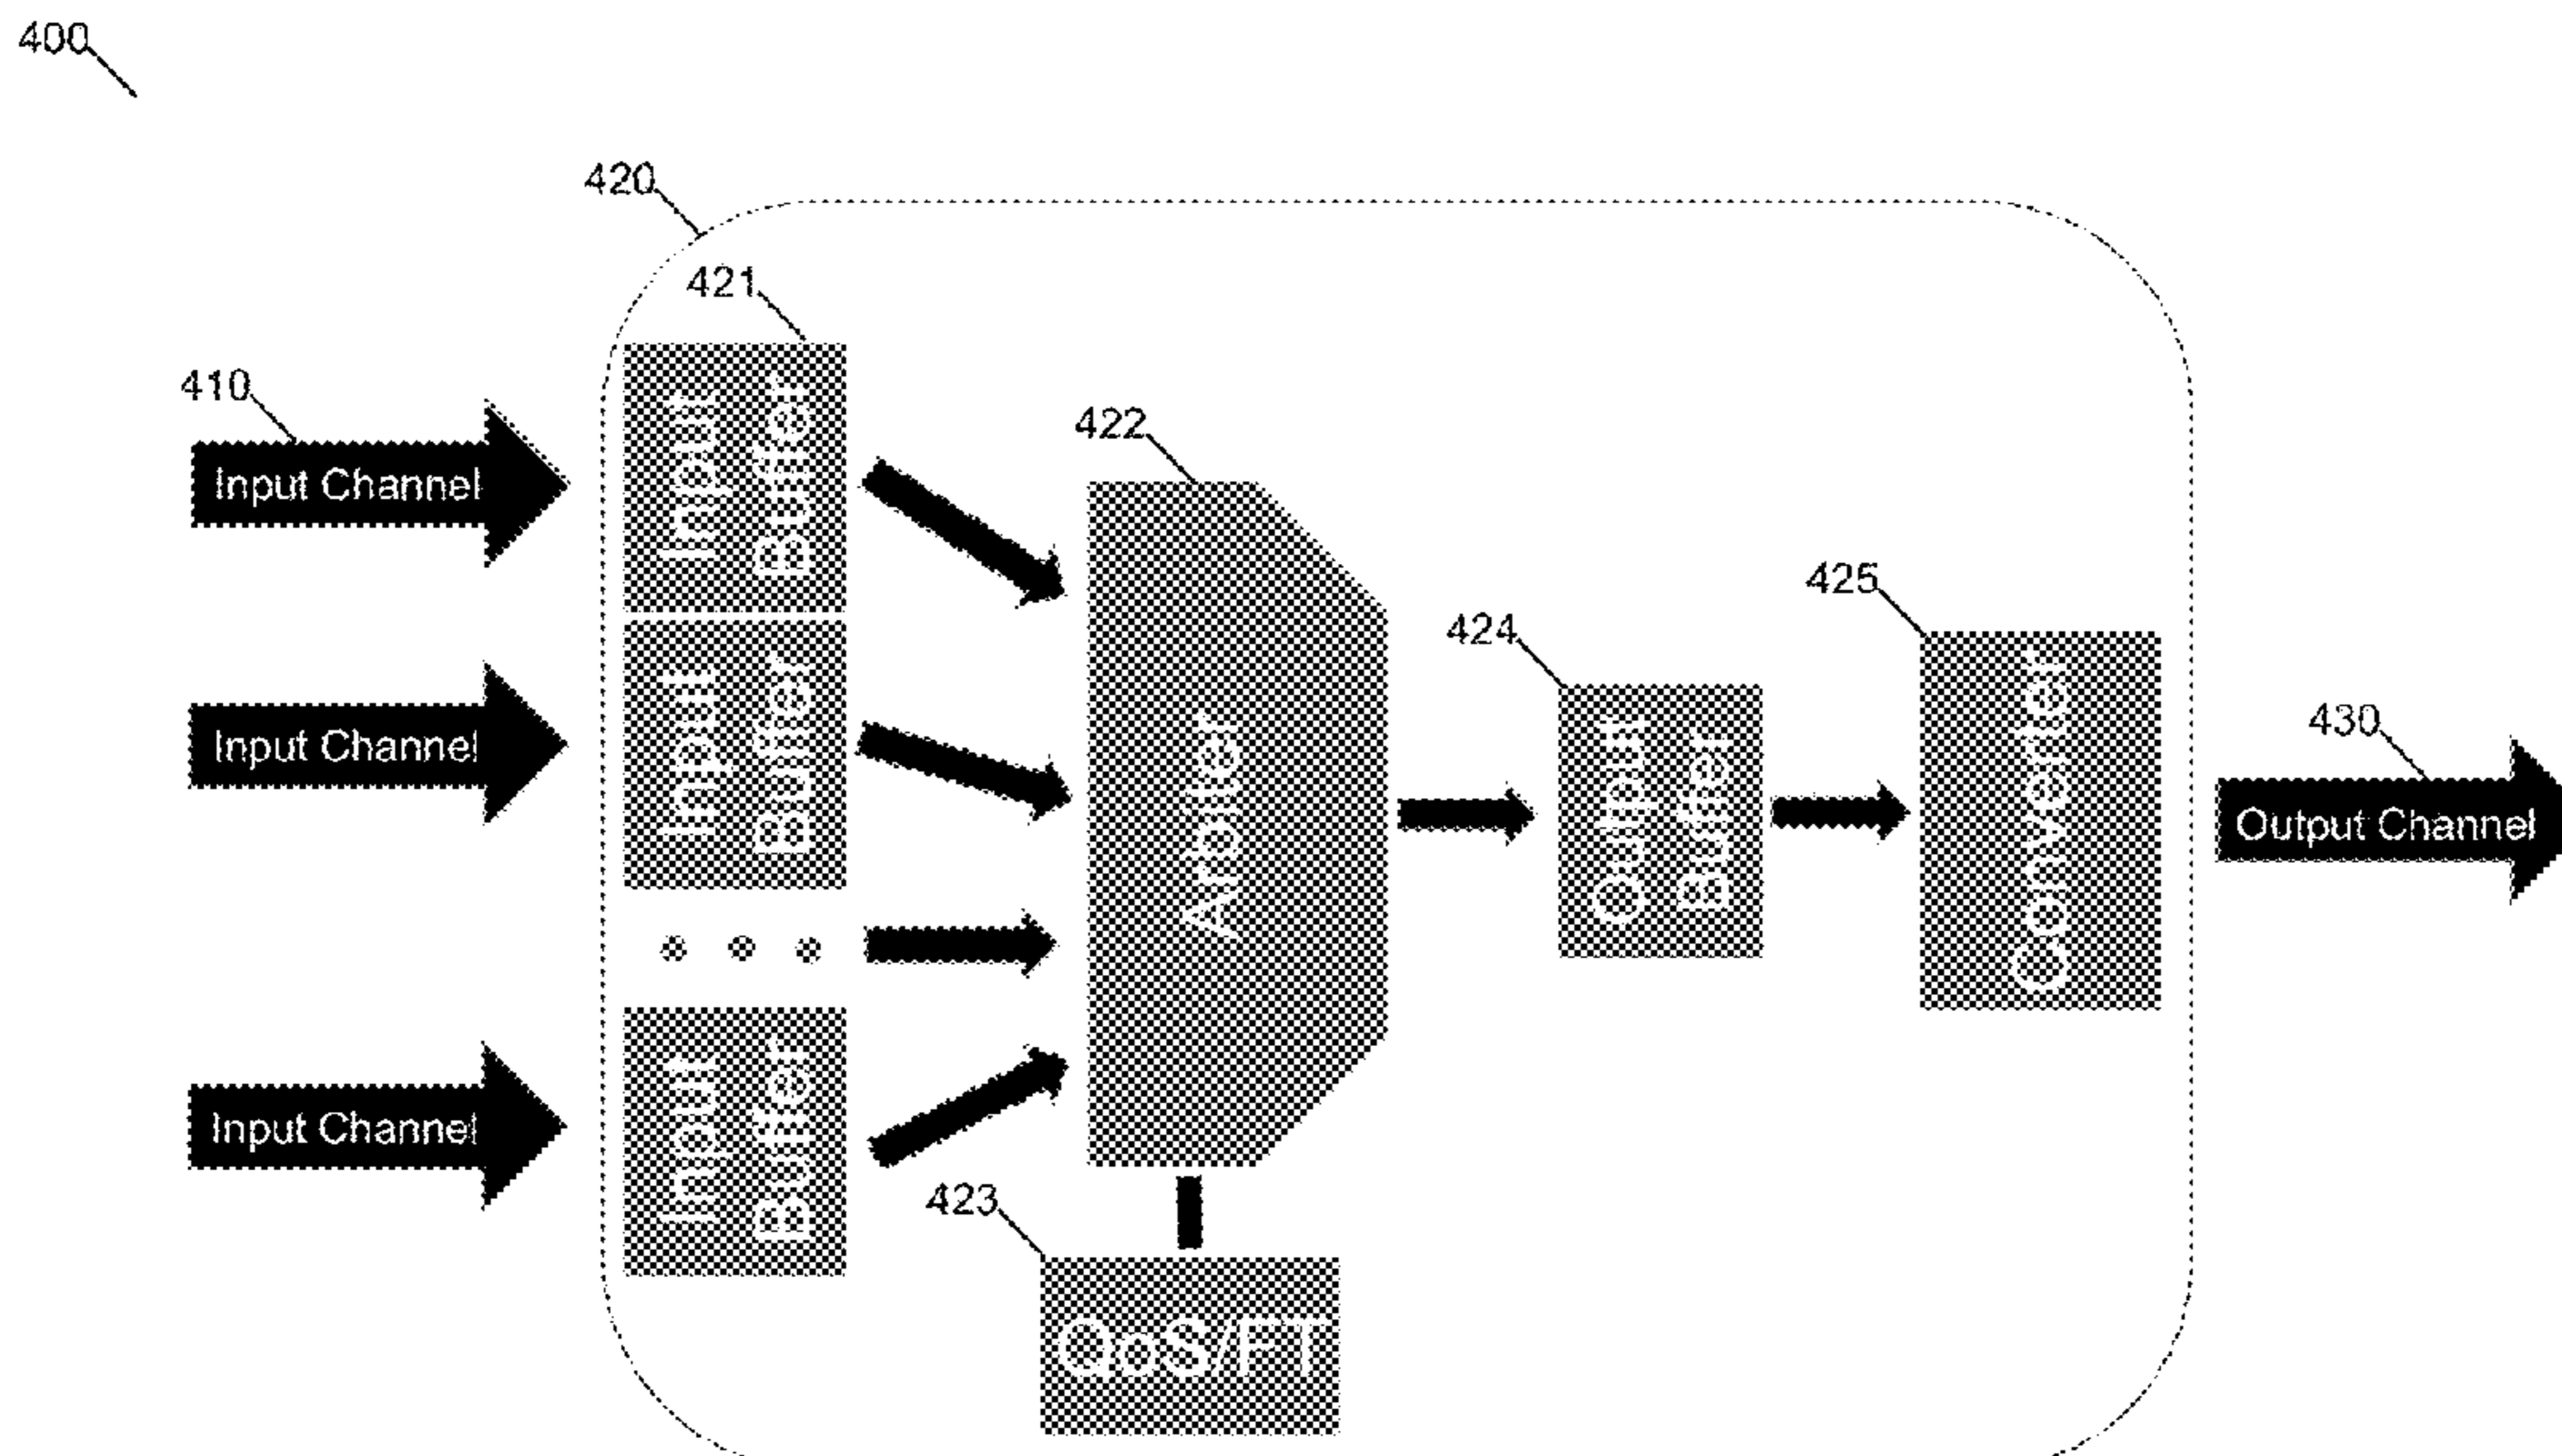 400
420
421
410
Input Channel
Input
Buffer
422
Input Channel
Input
Buffer
Arbiter
424
Output
Buffer
425
Converter
430
Output Channel
Input Channel
Input
Buffer
423
QoS/FT